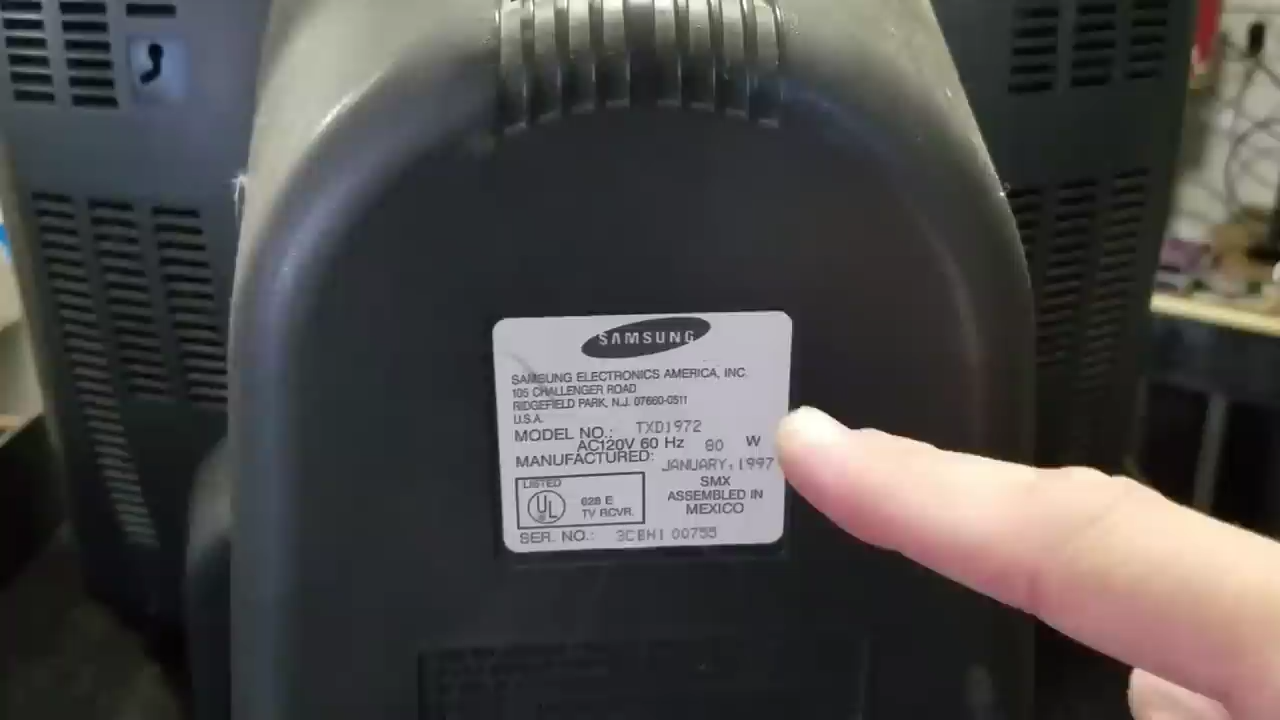 SAMSUNG
SAMSUNG ELECTRONICS AMERICA, INC.
105 CHALLENGER ROAD
RIDGEFIELD PARK, N.J. 07660-0511
U.S.A.
MODEL NO.: TXD1972
AC120V 60 Hz 80 W
MANUFACTURED: JANUARY, 1997
LISTED
UL
628 E
TV RCVR.
SMX
ASSEMBLED IN
MEXICO
SER. NO.: 3CBH100755